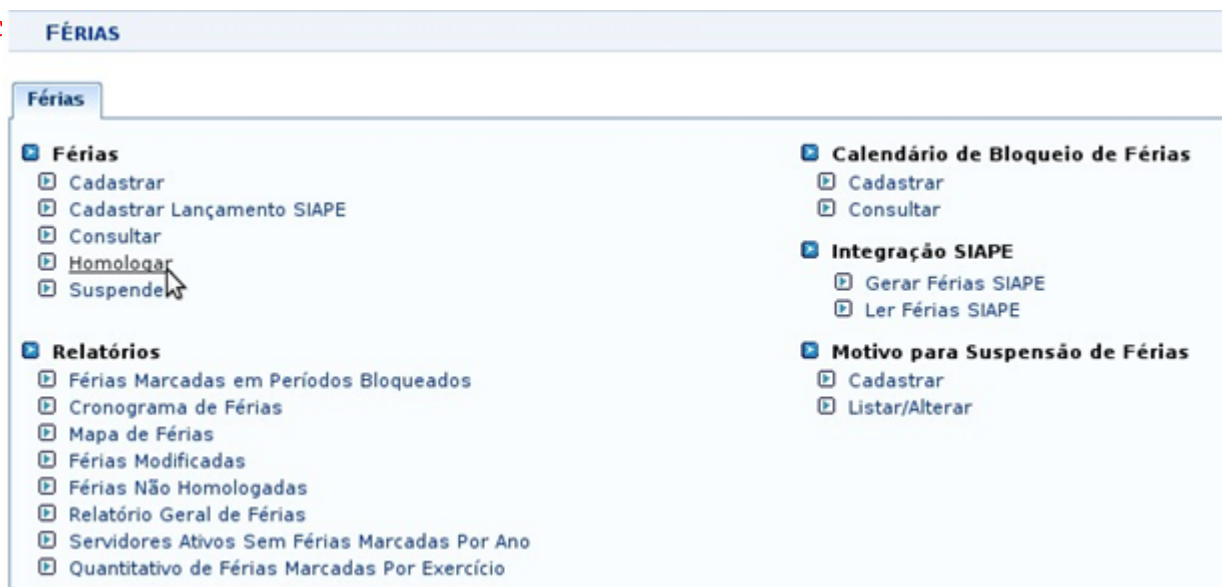 FÉRIAS
Férias
Férias
Cadastrar
Cadastrar Lançamento SIAPE
Consultar
Homologar
Suspender
Relatórios
Férias Marcadas em Períodos Bloqueados
Cronograma de Férias
Mapa de Férias
Férias Modificadas
Férias Não Homologadas
Relatório Geral de Férias
Servidores Ativos Sem Férias Marcadas Por Ano
Quantitativo de Férias Marcadas Por Exercício
Calendário de Bloqueio de Férias
Cadastrar
Consultar
Integração SIAPE
Gerar Férias SIAPE
Ler Férias SIAPE
Motivo para Suspensão de Férias
Cadastrar
Listar/Alterar